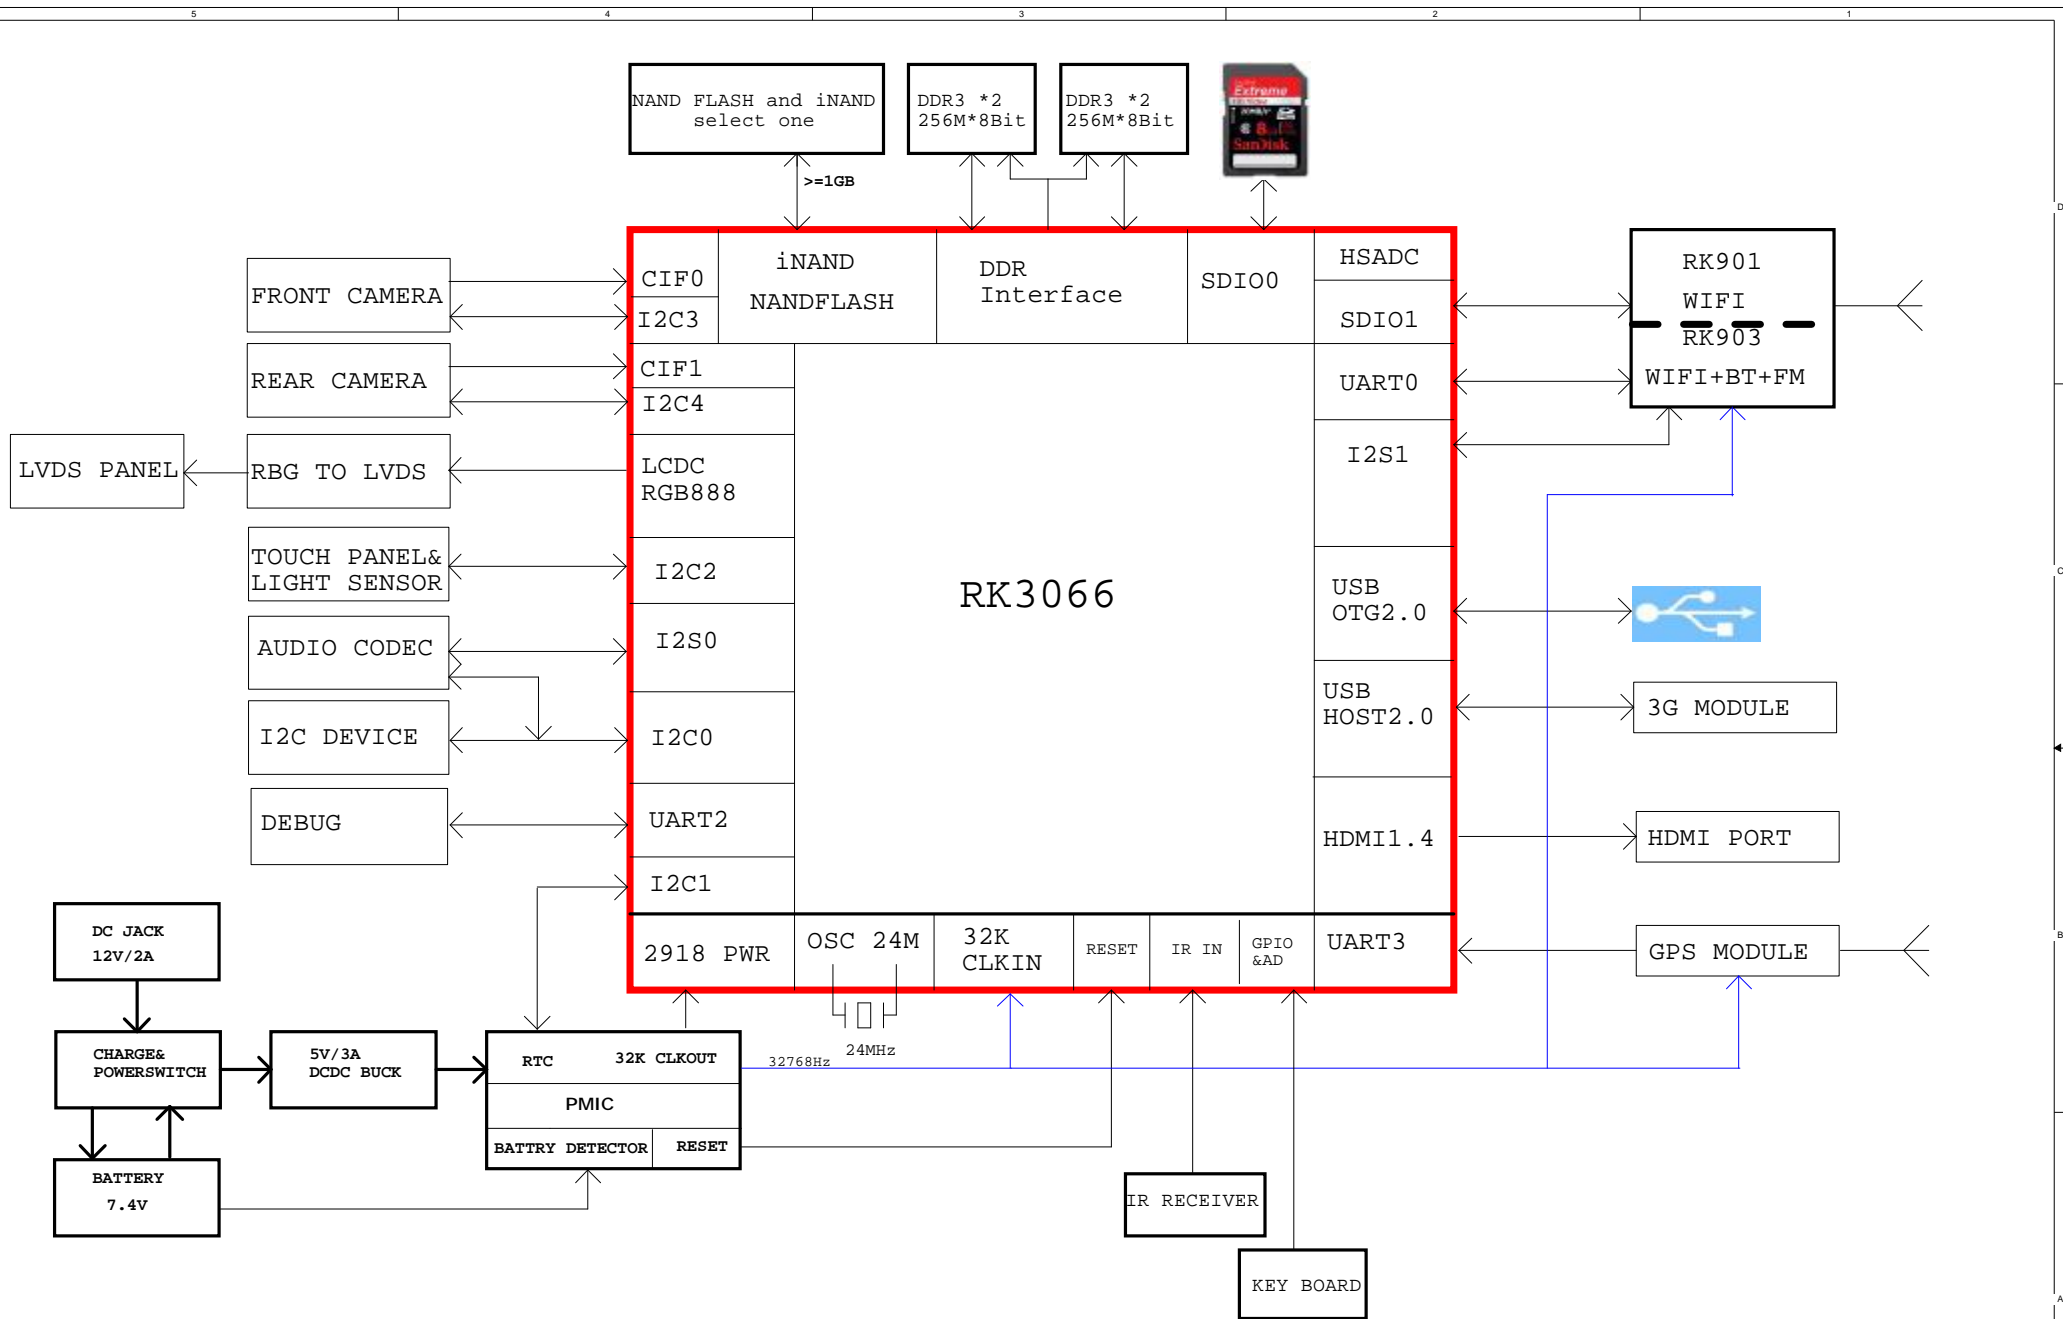 5
4
3
2
1
NAND FLASH and iNAND
select one
DDR3 *2
256M*8Bit
DDR3 *2
256M*8Bit
Extreme
8
SanDisk
>=1GB
D
CIF0
iNAND
NANDFLASH
DDR
Interface
SDIO0
HSADC
I2C3
SDIO1
FRONT CAMERA
RK901
WIFI
RK903
WIFI+BT+FM
REAR CAMERA
CIF1
I2C4
UART0
I2S1
LVDS PANEL
RBG TO LVDS
LCDC
RGB888
TOUCH PANEL&
LIGHT SENSOR
I2C2
RK3066
USB
OTG2.0
C
AUDIO CODEC
I2S0
I2C DEVICE
I2C0
USB
HOST2.0
3G MODULE
DEBUG
UART2
HDMI1.4
HDMI PORT
I2C1
DC JACK
12V/2A
2918 PWR
OSC 24M
32K
CLKIN
RESET
IR IN
GPIO
&AD
UART3
GPS MODULE
B
24MHz
CHARGE&
POWERSWITCH
5V/3A
DCDC BUCK
RTC
32K CLKOUT
32768Hz
PMIC
BATTRY DETECTOR
RESET
BATTERY
7.4V
IR RECEIVER
KEY BOARD
A